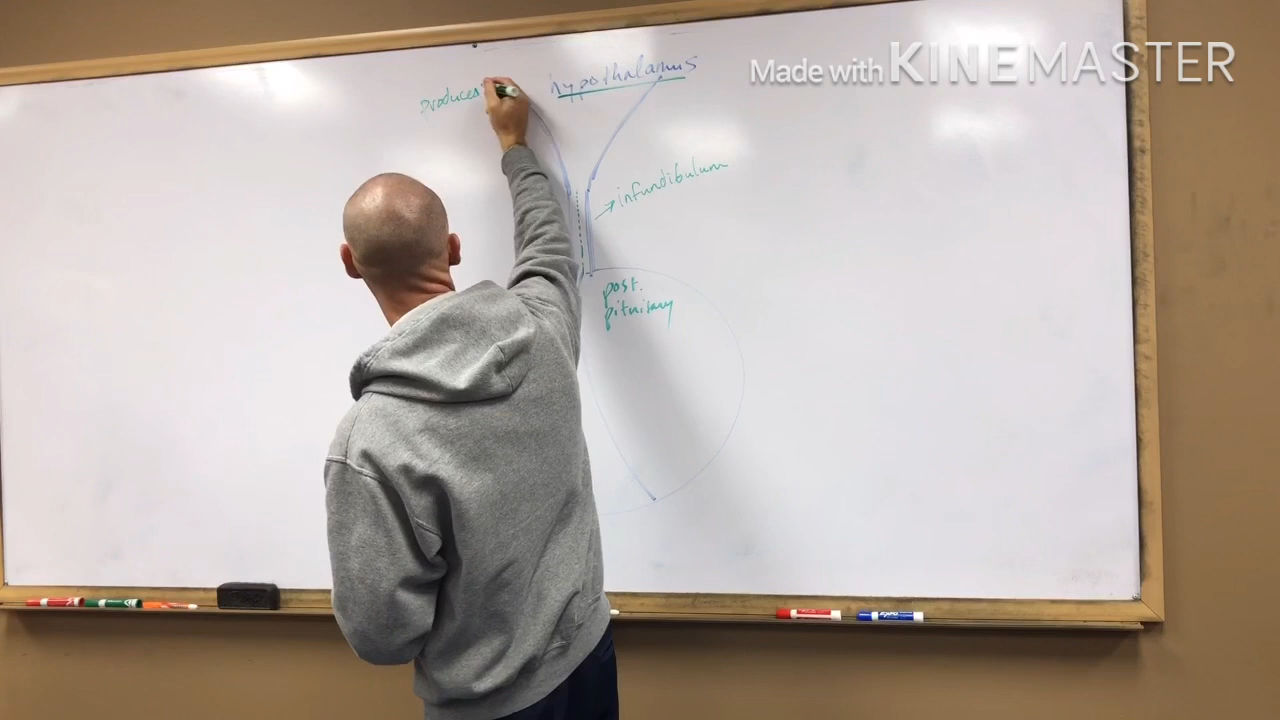 Made with KINEMASTER
hypothalamus
produces
infundibulum
post.
pituitary